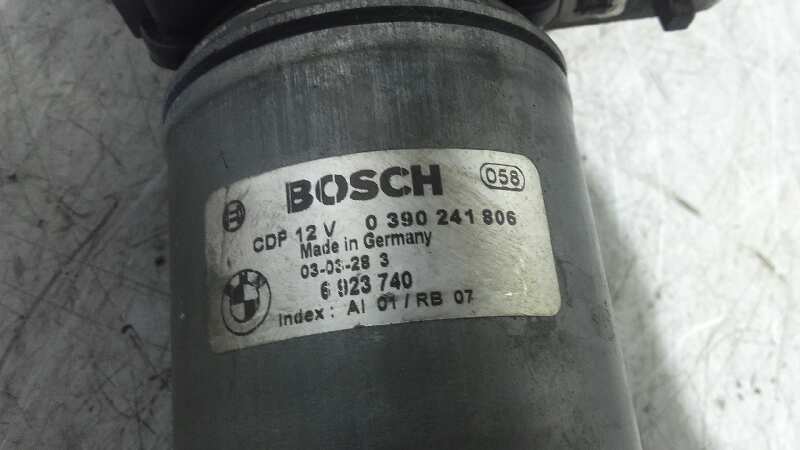 BOSCH 058
CDP 12 V 0 390 241 806
Made in Germany
03-03-28 3
6 923 740
Index : AI 01 / RB 07